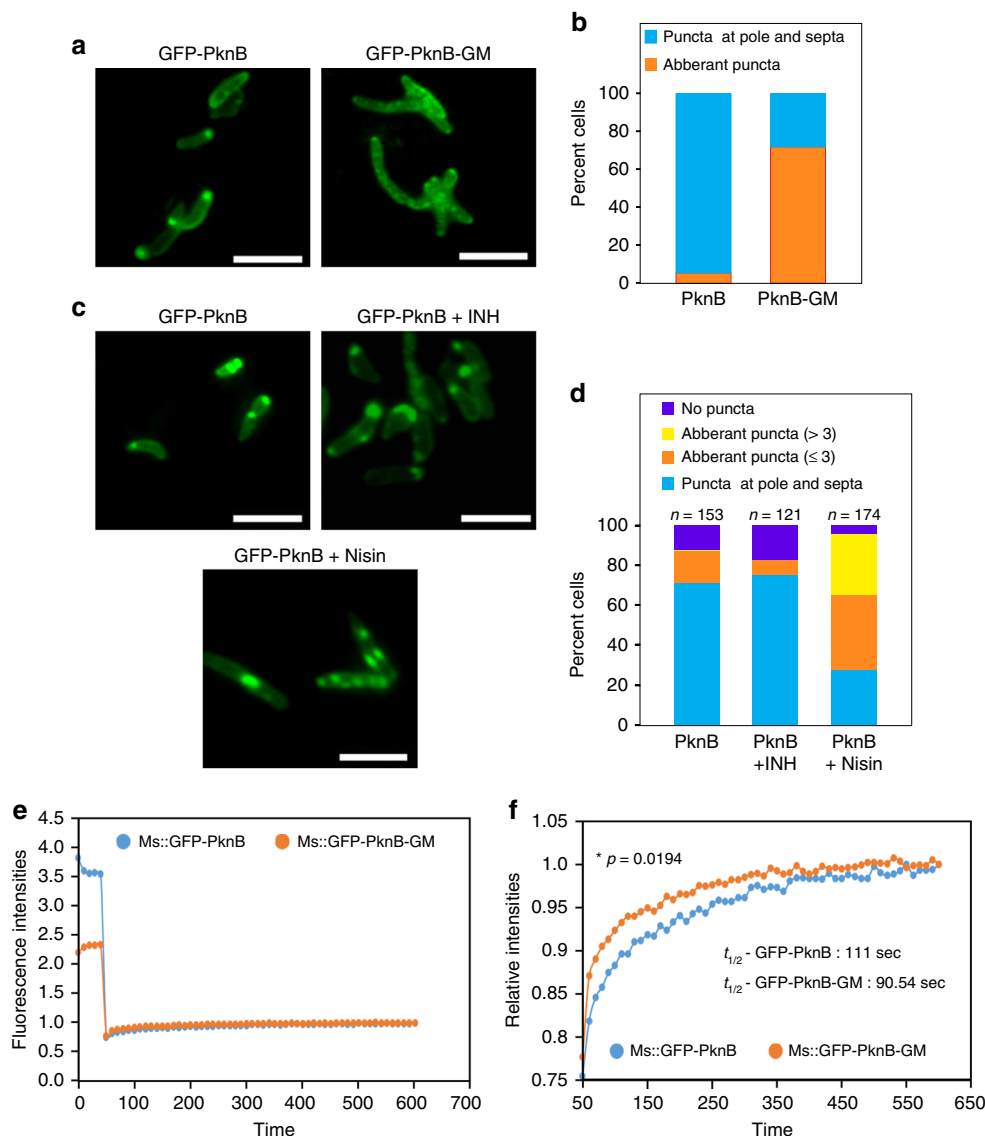 a
GFP-PknB
GFP-PknB-GM
b
Puncta at pole and septa
Abberant puncta
100
80
60
40
20
0
Percent cells
PknB
PknB-GM
c
GFP-PknB
GFP-PknB + INH
GFP-PknB + Nisin
d
No puncta
Abberant puncta (> 3)
Abberant puncta (≤ 3)
Puncta at pole and septa
n = 153
n = 121
n = 174
100
80
60
40
20
0
Percent cells
PknB
PknB
+INH
PknB
+ Nisin
e
Ms::GFP-PknB
Ms::GFP-PknB-GM
4.5
4.0
3.5
3.0
2.5
2.0
1.5
1.0
0.5
0.0
Fluorescence intensities
0
100
200
300
400
500
600
700
Time
f
1.05
1.0
0.95
0.9
0.85
0.8
0.75
Relative intensities
* p = 0.0194
t1/2 - GFP-PknB : 111 sec
t1/2 - GFP-PknB-GM : 90.54 sec
Ms::GFP-PknB
Ms::GFP-PknB-GM
50
150
250
350
450
550
650
Time